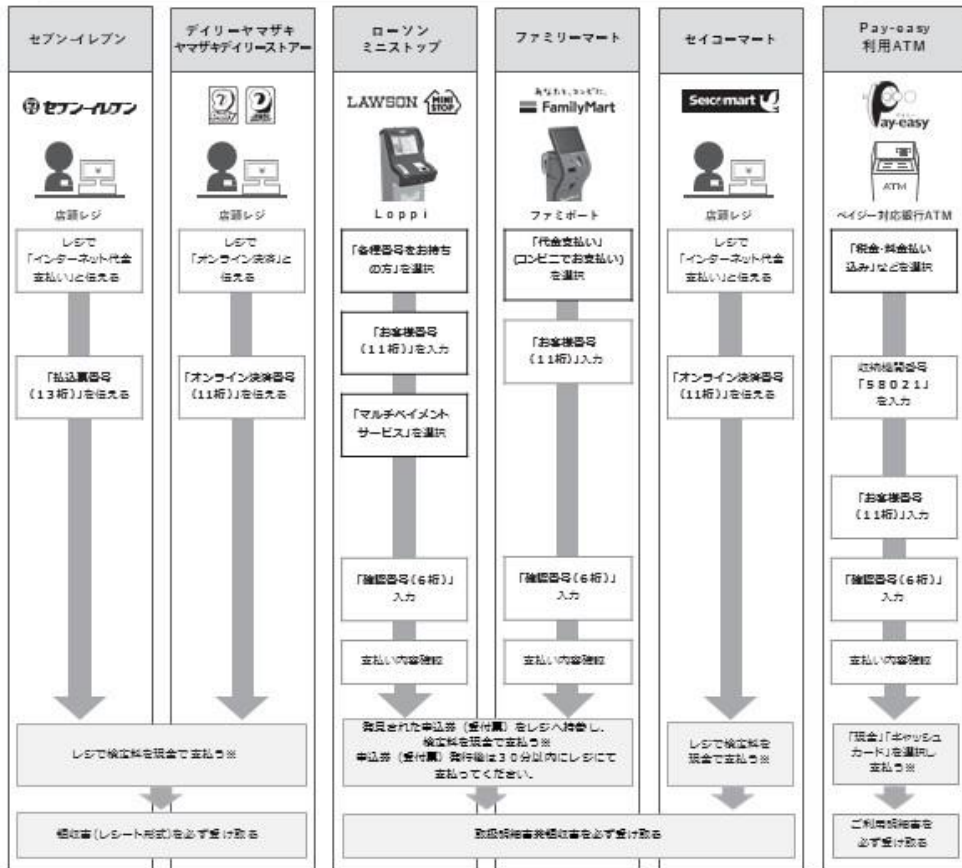 セブン-イレブン
セブン-イレブン
店頭レジ
レジで
「インターネット代金
支払い」と伝える
「払込票番号
(13桁)」を伝える
デイリーヤマザキ
ヤマザキデイリーストアー
店頭レジ
レジで
「オンライン決済」と
伝える
「オンライン決済番号
(11桁)」を伝える
レジで検定料を現金で支払う※
領収書(レシート形式)を必ず受け取る
ローソン
ミニストップ
LAWSON
MINI
STOP
Loppi
「各種番号をお持ち
の方」を選択
「お客様番号
(11桁)」を入力
「マルチペイメント
サービス」を選択
「確認番号(6桁)」
入力
支払い内容確認
ファミリーマート
あなたと、コンビに、
FamilyMart
ファミポート
「代金支払い」
(コンビニでお支払い)
を選択
「お客様番号
(11桁)」入力
「確認番号(6桁)」
入力
支払い内容確認
発見された申込券(受付票)をレジへ持参し、
検定料を現金で支払う※
申込券(受付票)発行後は30分以内にレジにて
支払ってください。
セイコーマート
Seicomart
店頭レジ
レジで
「インターネット代金
支払い」と伝える
「オンライン決済番号
(11桁)」を伝える
レジで検定料を
現金で支払う※
取扱明細書兼領収書を必ず受け取る
Pay-easy
利用ATM
Pay-easy
ATM
ペイジー対応銀行ATM
「税金・料金払い
込み」などを選択
収納機関番号
「58021」
を入力
「お客様番号
(11桁)」入力
「確認番号(6桁)」
入力
支払い内容確認
「現金」「キャッシュ
カード」を選択し
支払う※
ご利用明細書を
必ず受け取る